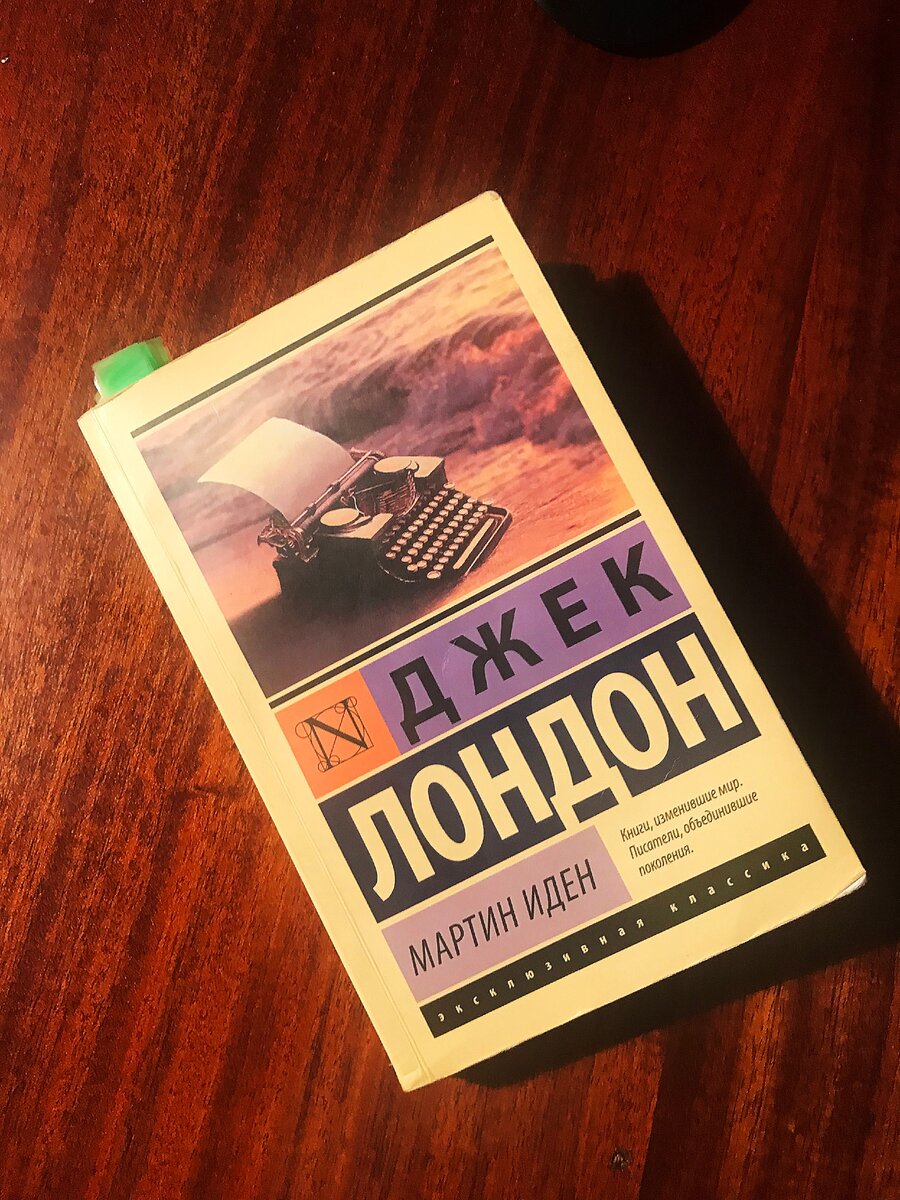 ДЖЕК
N
ЛОНДОН
МАРТИН ИДЕН
Книги, изменившие мир.
Писатели, объединившие
поколения.
эксклюзивная классика